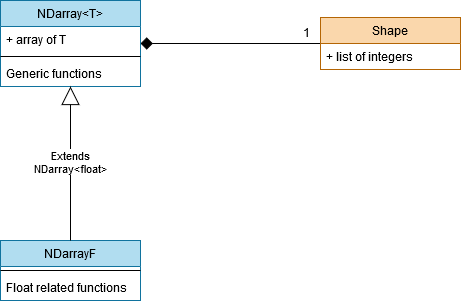 NDarray<T>
+ array of T
Generic functions
1
Shape
+ list of integers
Extends
NDarray<float>
NDarrayF
Float related functions